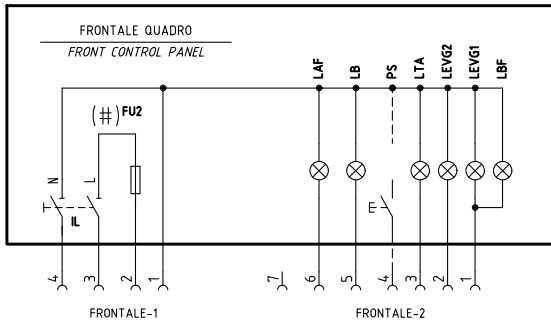 FRONTALE QUADRO
FRONT CONTROL PANEL
LAF
LB
PS
LTA
LEVG2
LEVG1
LBF
(#) FU2
N
L
IL
4
3
2
1
7
6
5
4
3
2
1
FRONTALE-1
FRONTALE-2